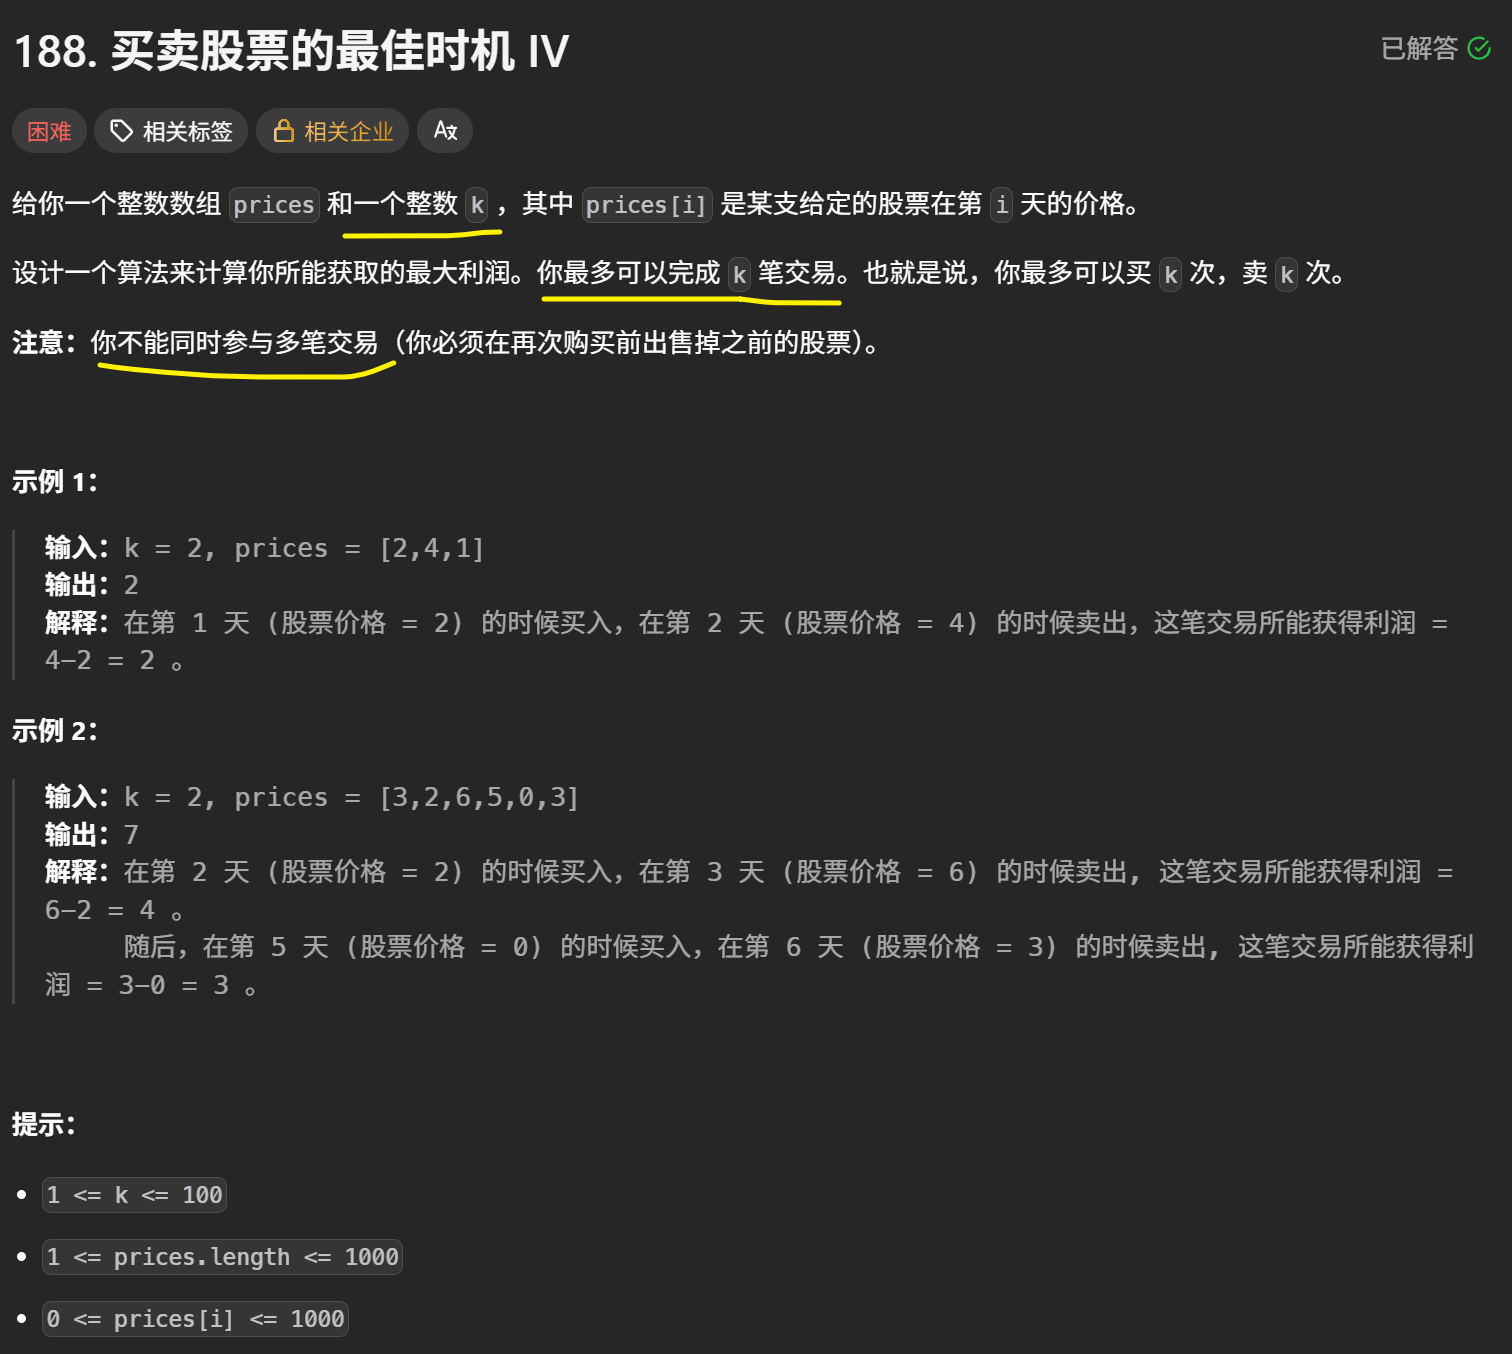 188. 买卖股票的最佳时机 IV
已解答
困难 相关标签 相关企业
给你一个整数数组 prices 和一个整数 k ，其中 prices[i] 是某支给定的股票在第 i 天的价格。
设计一个算法来计算你所能获取的最大利润。你最多可以完成 k 笔交易。也就是说，你最多可以买 k 次，卖 k 次。
注意：你不能同时参与多笔交易（你必须在再次购买前出售掉之前的股票）。
示例 1：
输入：k = 2, prices = [2,4,1]
输出：2
解释：在第 1 天 (股票价格 = 2) 的时候买入，在第 2 天 (股票价格 = 4) 的时候卖出，这笔交易所能获得利润 =
4-2 = 2 。
示例 2：
输入：k = 2, prices = [3,2,6,5,0,3]
输出：7
解释：在第 2 天 (股票价格 = 2) 的时候买入，在第 3 天 (股票价格 = 6) 的时候卖出, 这笔交易所能获得利润 =
6-2 = 4 。
随后，在第 5 天 (股票价格 = 0) 的时候买入，在第 6 天 (股票价格 = 3) 的时候卖出, 这笔交易所能获得利
润 = 3-0 = 3 。
提示：
1 <= k <= 100
1 <= prices.length <= 1000
0 <= prices[i] <= 1000